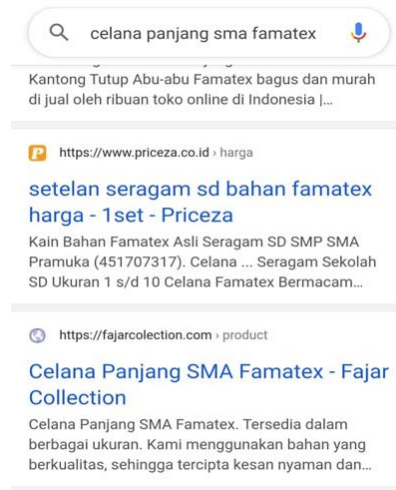 celana panjang sma famatex
Kantong Tutup Abu-abu Famatex bagus dan murah
di jual oleh ribuan toko online di Indonesia |...
https://www.priceza.co.id › harga
setelan seragam sd bahan famatex
harga - 1set - Priceza
Kain Bahan Famatex Asli Seragam SD SMP SMA
Pramuka (451707317). Celana ... Seragam Sekolah
SD Ukuran 1 s/d 10 Celana Famatex Bermacam...
https://fajarcolection.com › product
Celana Panjang SMA Famatex - Fajar
Collection
Celana Panjang SMA Famatex. Tersedia dalam
berbagai ukuran. Kami menggunakan bahan yang
berkualitas, sehingga tercipta kesan nyaman dan...